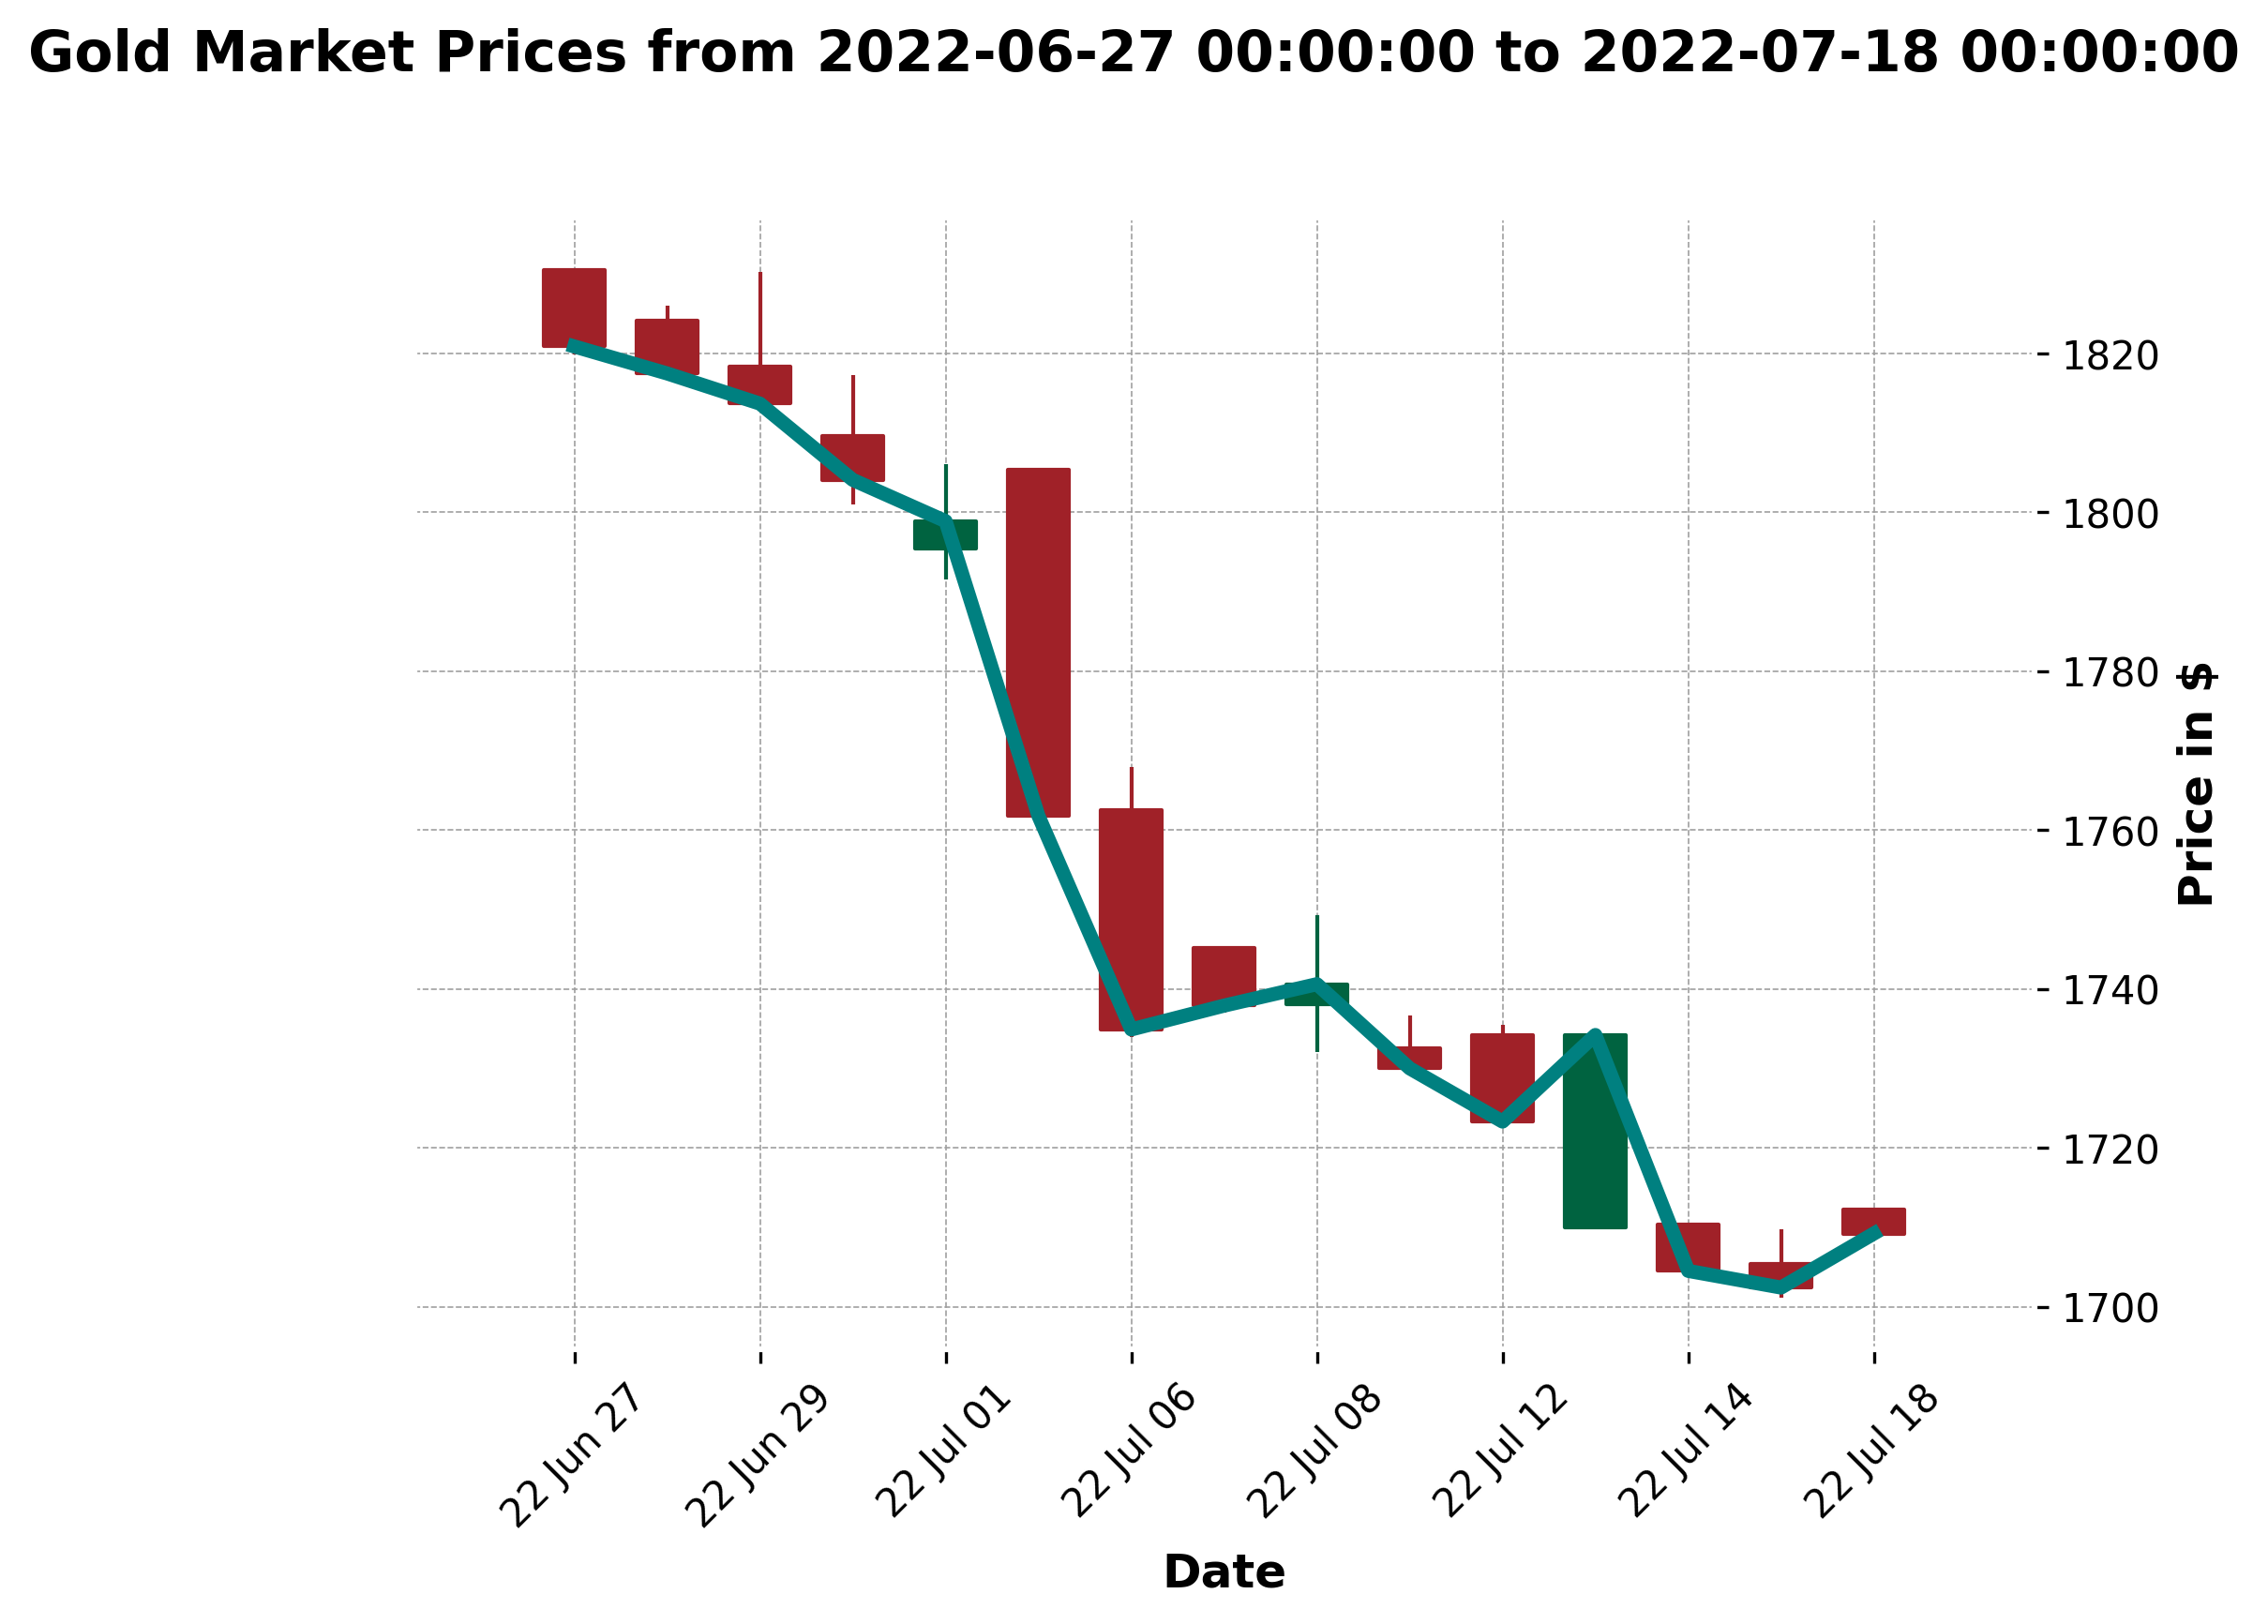 Gold Market Prices from 2022-06-27 00:00:00 to 2022-07-18 00:00:00
1820
1800
1780
1760
1740
1720
1700
Price in $
22 Jun 27
22 Jun 29
22 Jul 01
22 Jul 06
22 Jul 08
22 Jul 12
22 Jul 14
22 Jul 18
Date